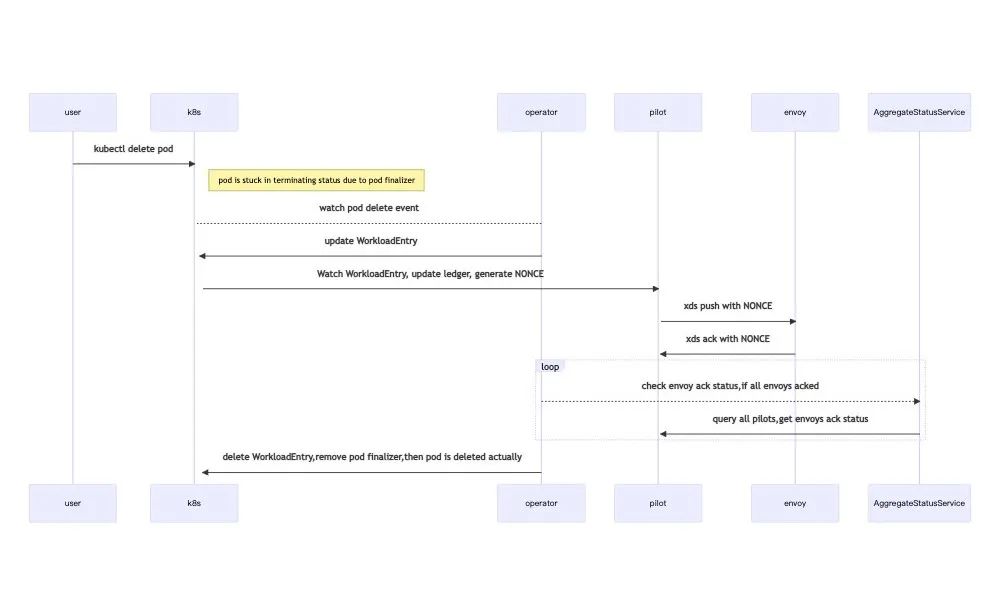 user k8s operator pilot envoy AggregateStatusService
kubectl delete pod
pod is stuck in terminating status due to pod finalizer
watch pod delete event
update WorkloadEntry
Watch WorkloadEntry, update ledger, generate NONCE
xds push with NONCE
xds ack with NONCE
loop
check envoy ack status,if all envoys acked
query all pilots,get envoys ack status
delete WorkloadEntry,remove pod finalizer,then pod is deleted actually
user k8s operator pilot envoy AggregateStatusService